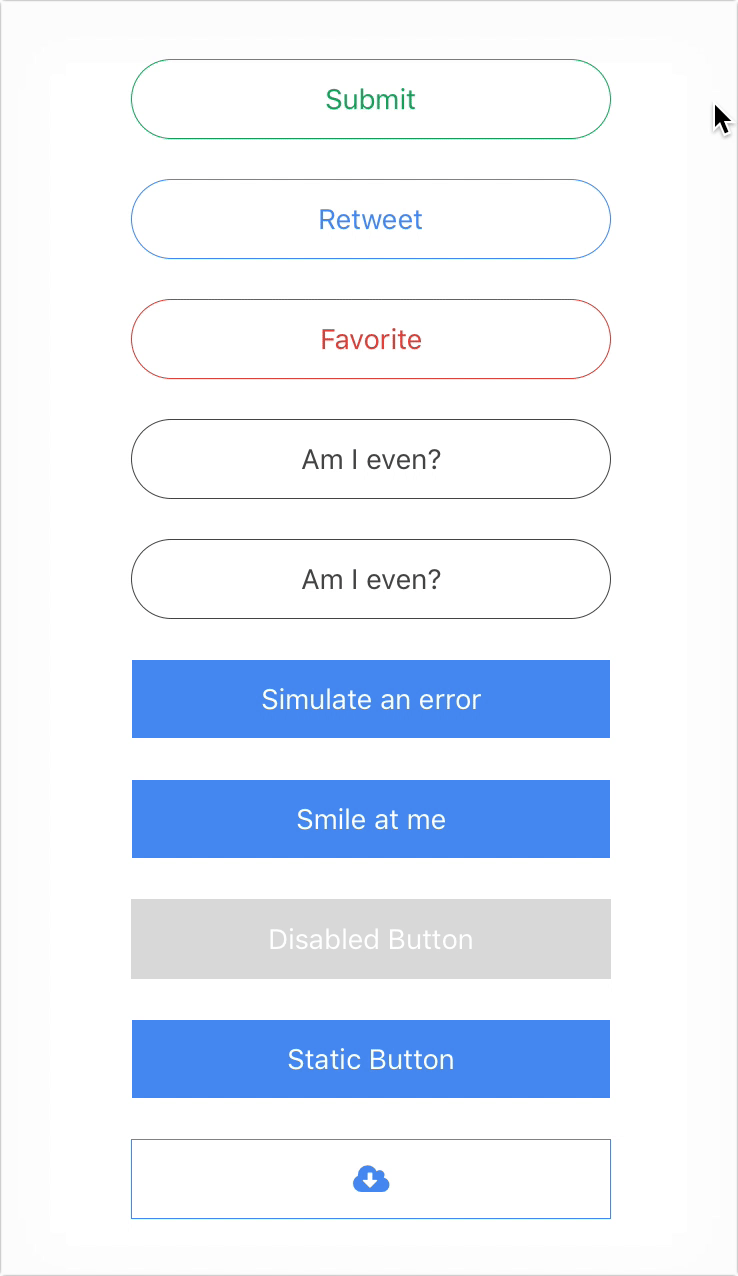 Submit
Retweet
Favorite
Am I even?
Am I even?
Simulate an error
Smile at me
Disabled Button
Static Button